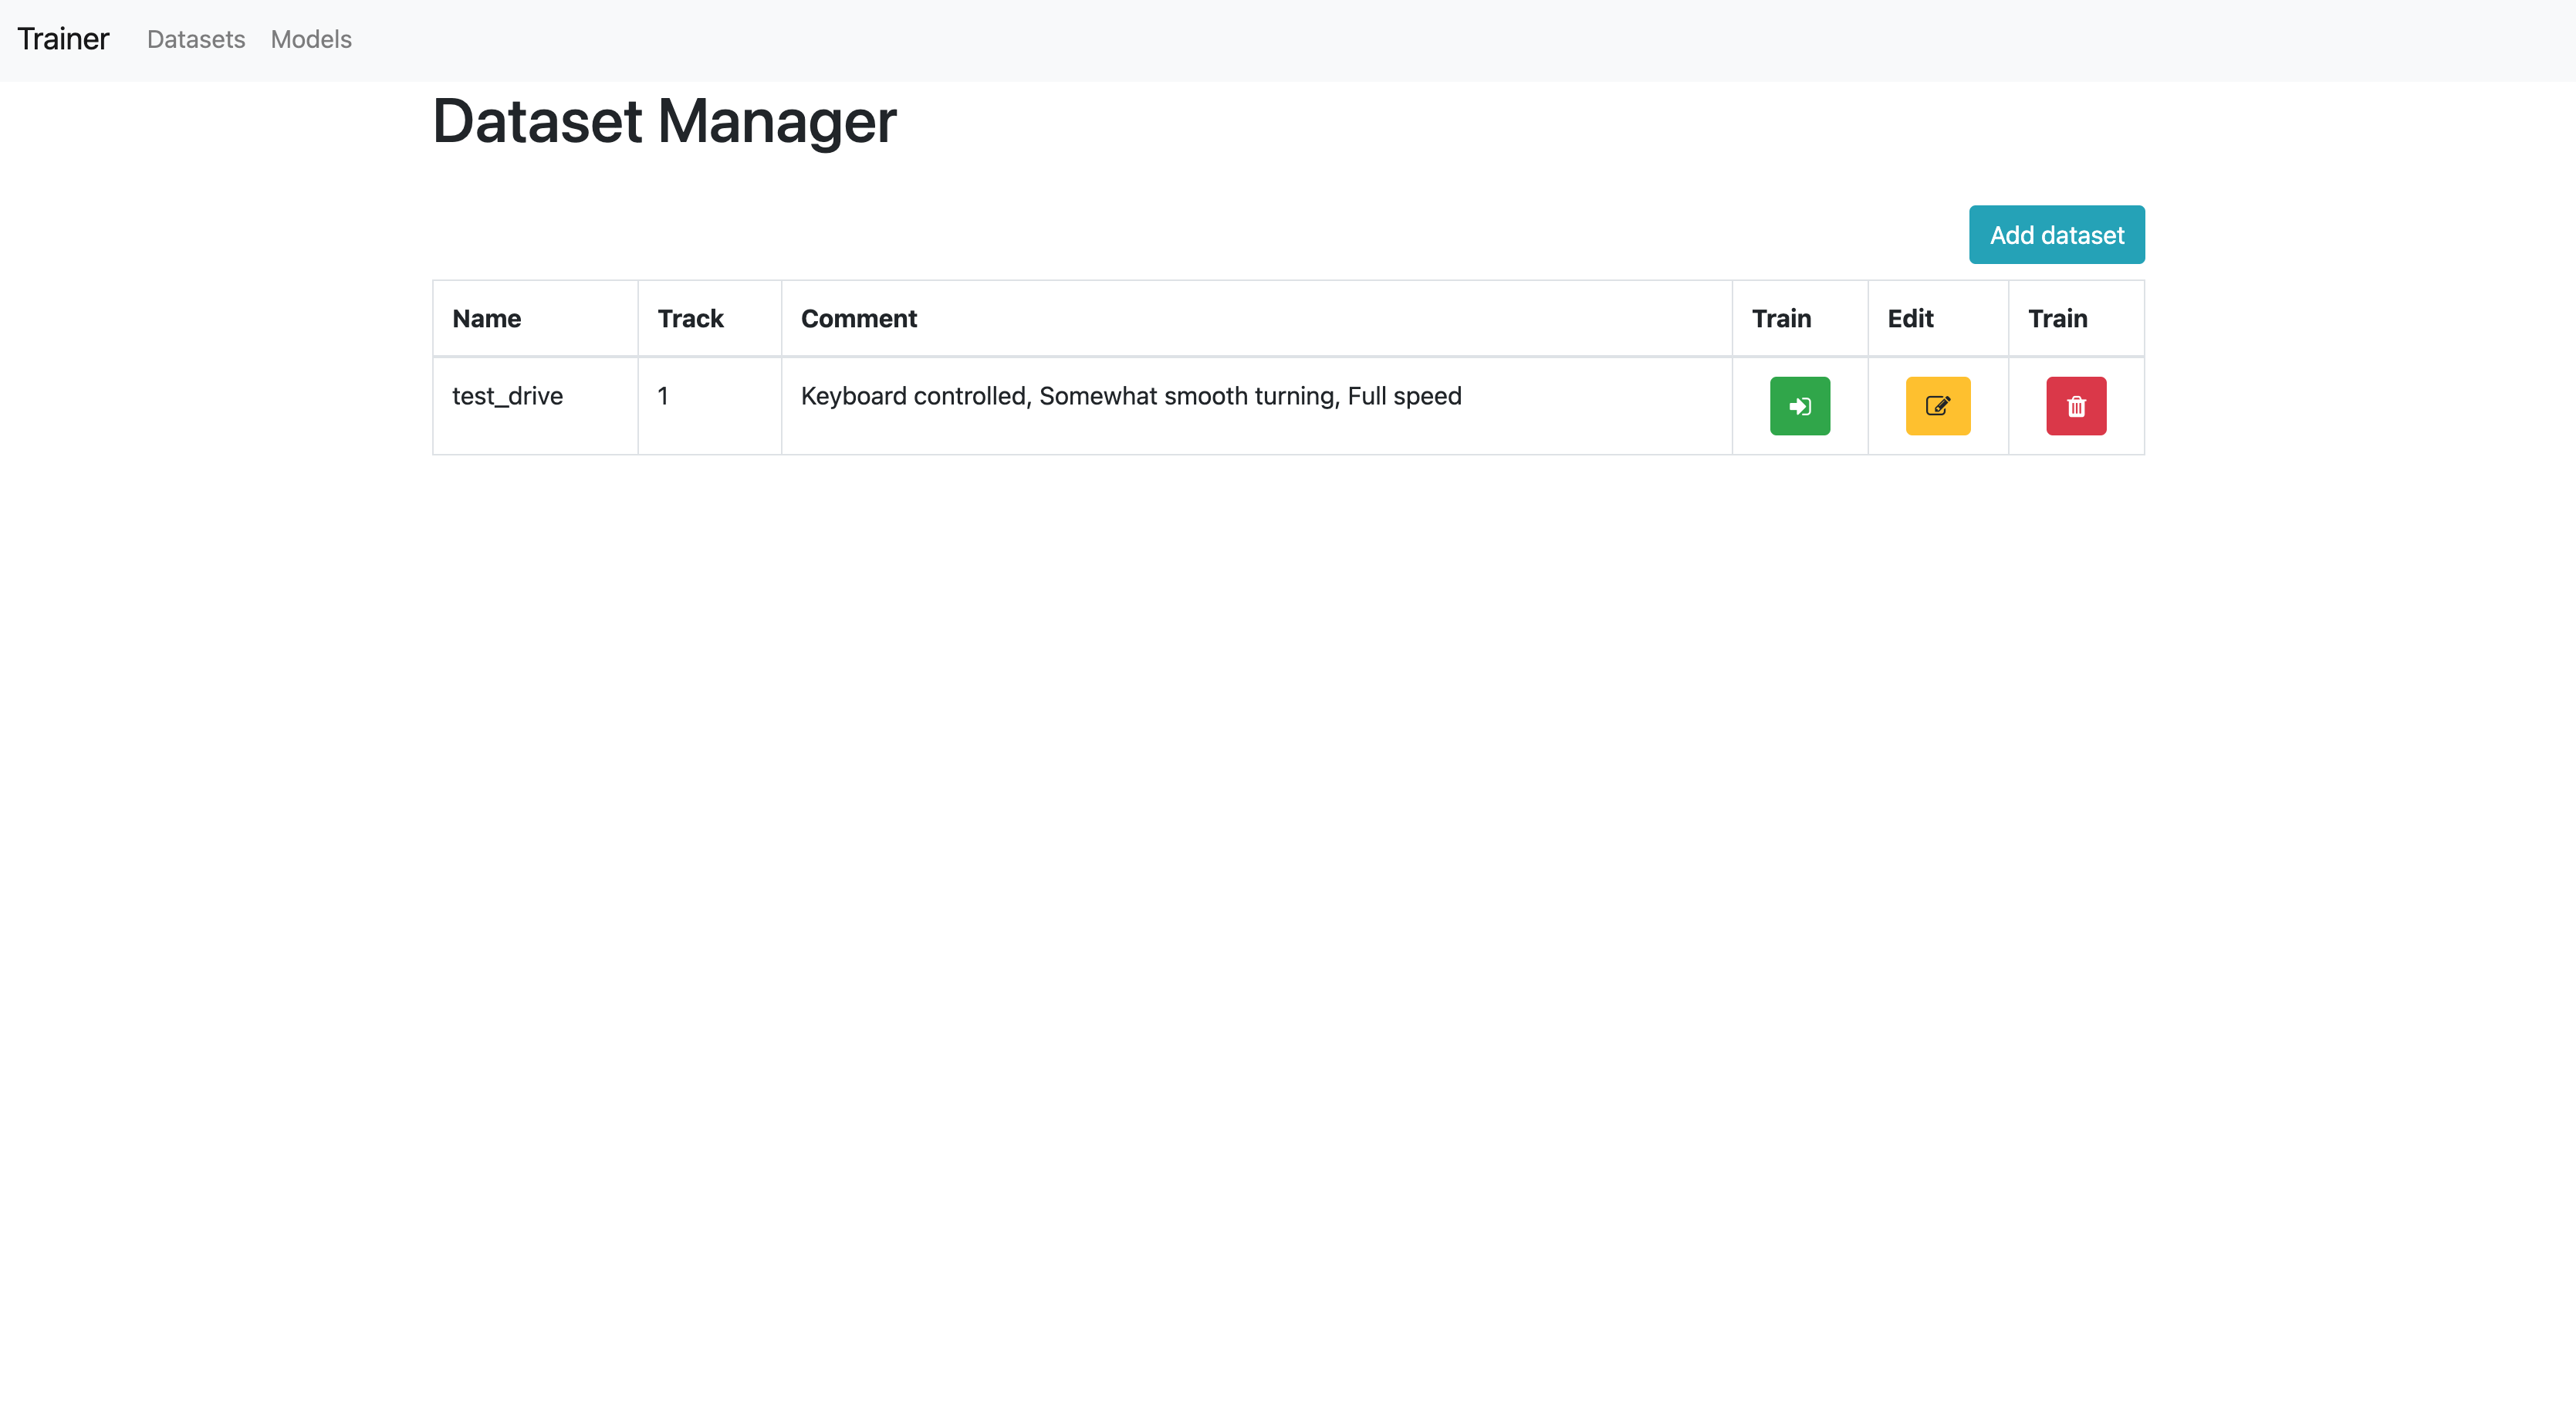 Trainer Datasets Models
Dataset Manager
Add dataset
Name Track Comment Train Edit Train
test_drive 1 Keyboard controlled, Somewhat smooth turning, Full speed